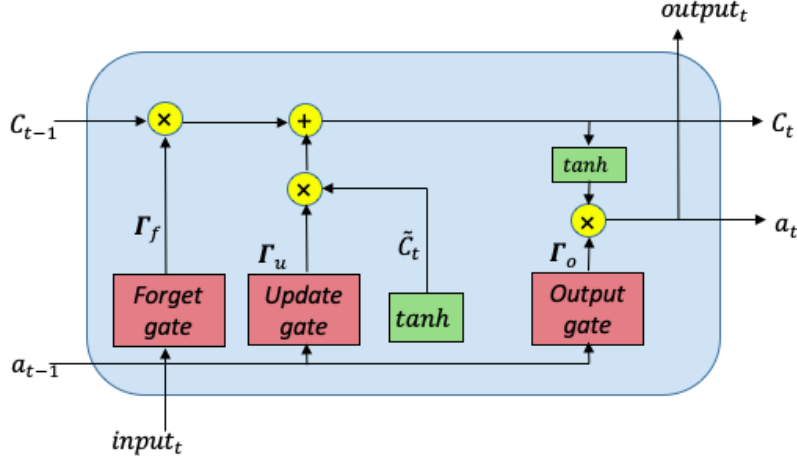 output_t
C_{t-1}
×
+
C_t
tanh
×
×
a_t
Γ_f
Γ_u
C̃_t
Γ_o
Forget
gate
Update
gate
tanh
Output
gate
a_{t-1}
input_t